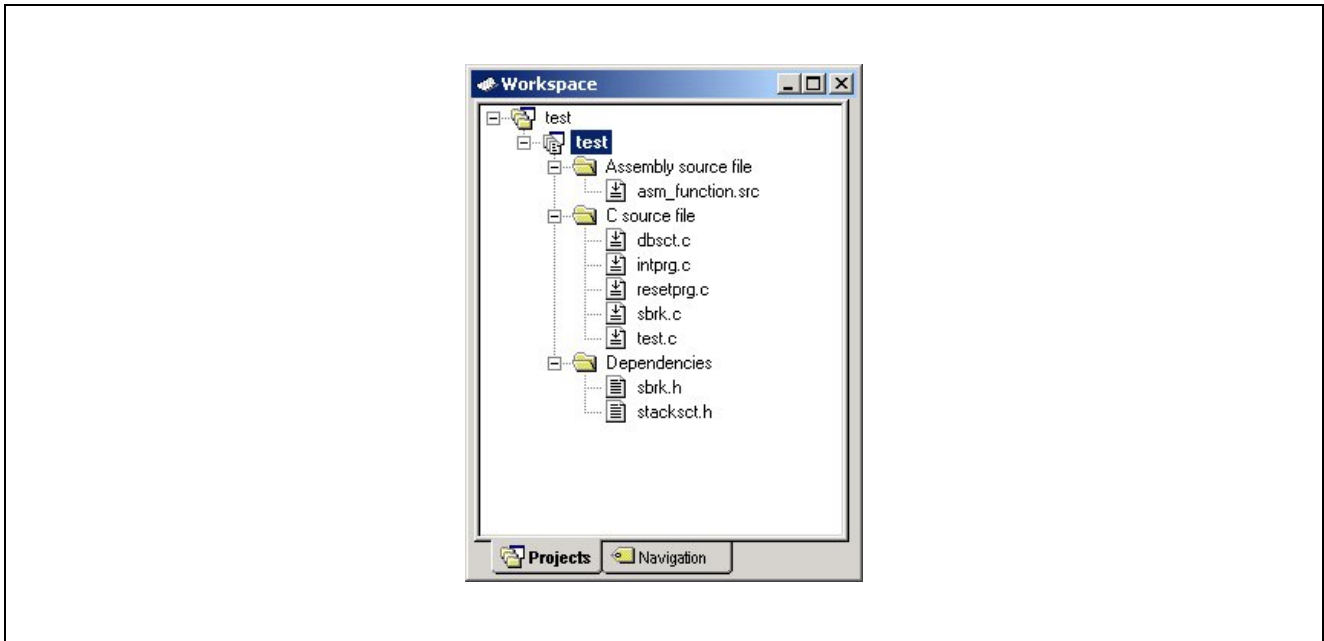 Workspace
test
test
Assembly source file
asm_function.src
C source file
dbsct.c
intprg.c
resetprg.c
sbrk.c
test.c
Dependencies
sbrk.h
stacksct.h
Projects
Navigation